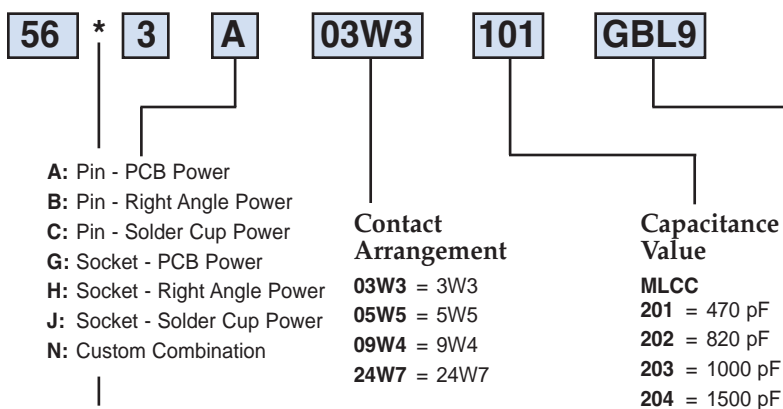 56 * 3 A 03W3 101 GBL9
A: Pin - PCB Power
B: Pin - Right Angle Power
C: Pin - Solder Cup Power
G: Socket - PCB Power
H: Socket - Right Angle Power
J: Socket - Solder Cup Power
N: Custom Combination
Contact
Arrangement
03W3 = 3W3
05W5 = 5W5
09W4 = 9W4
24W7 = 24W7
Capacitance
Value
MLCC
201 = 470 pF
202 = 820 pF
203 = 1000 pF
204 = 1500 pF